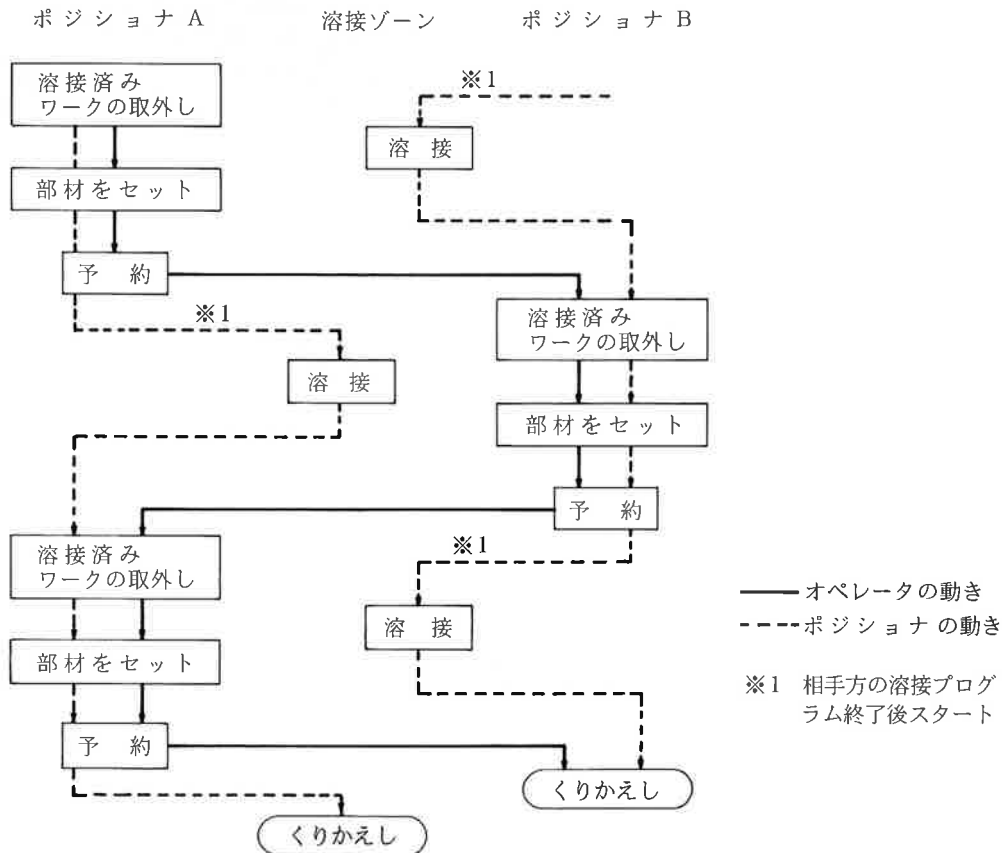 ポジショナA　溶接ゾーン　ポジショナB
溶接済み
ワークの取外し
※1
溶接
部材をセット
予約
※1
溶接済み
ワークの取外し
溶接
部材をセット
予約
溶接済み
ワークの取外し
※1
オペレータの動き
溶接
ポジショナの動き
部材をセット
※1　相手方の溶接プログ
ラム終了後スタート
予約
くりかえし
くりかえし